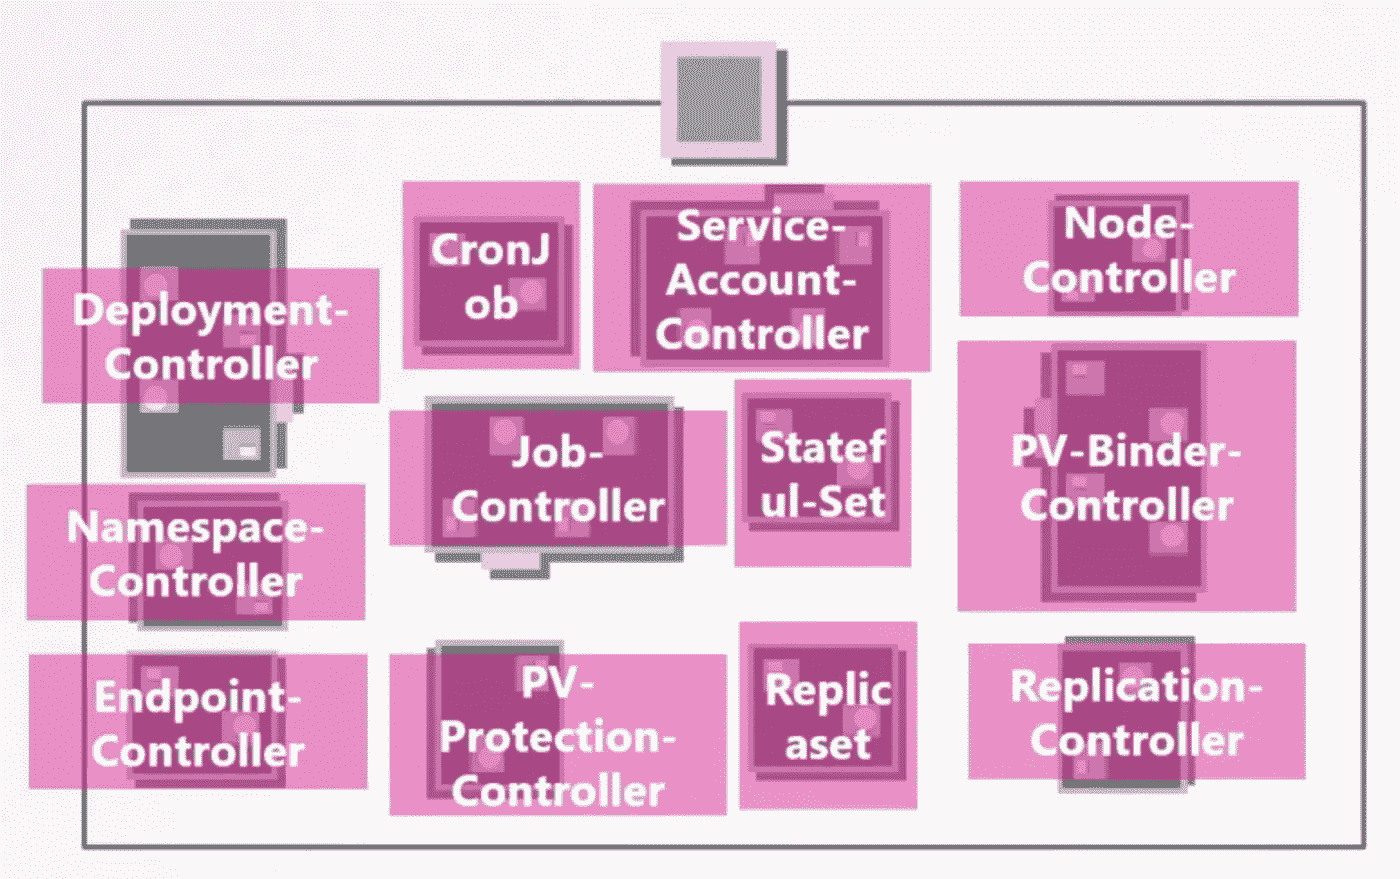 Deployment-
Controller
CronJ
ob
Service-
Account-
Controller
Node-
Controller
Job-
Controller
Statef
ul-Set
PV-Binder-
Controller
Namespace-
Controller
Endpoint-
Controller
PV-
Protection-
Controller
Replic
aset
Replication-
Controller